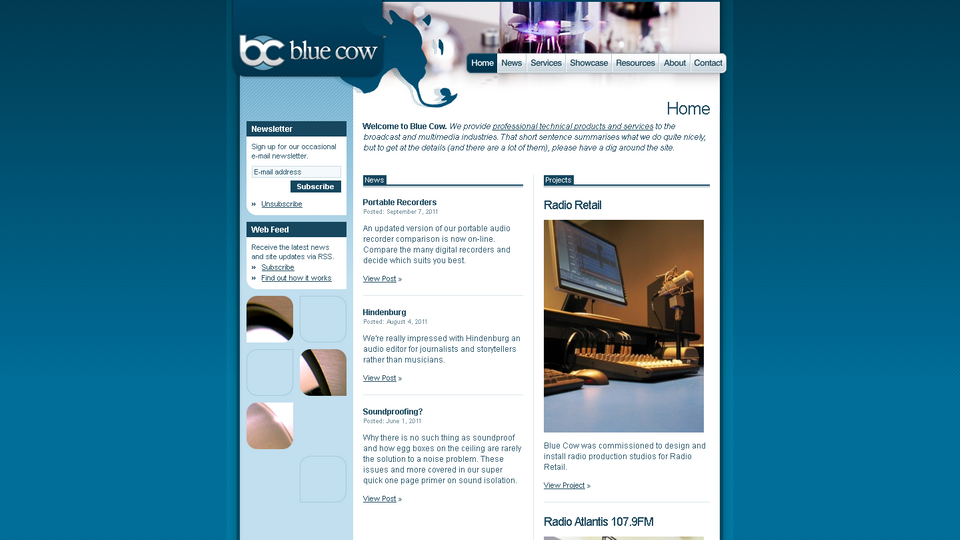 bc blue cow
Home News Services Showcase Resources About Contact
Home
Welcome to Blue Cow. We provide professional technical products and services to the
broadcast and multimedia industries. That short sentence summarises what we do quite nicely,
but to get at the details (and there are a lot of them), please have a dig around the site.
Newsletter
Sign up for our occasional
e-mail newsletter.
E-mail address
Subscribe
» Unsubscribe
Web Feed
Receive the latest news
and site updates via RSS.
» Subscribe
» Find out how it works
News
Portable Recorders
Posted: September 7, 2011
An updated version of our portable audio
recorder comparison is now on-line.
Compare the many digital recorders and
decide which suits you best.
View Post »
Hindenburg
Posted: August 4, 2011
We're really impressed with Hindenburg an
audio editor for journalists and storytellers
rather than musicians.
View Post »
Soundproofing?
Posted: June 1, 2011
Why there is no such thing as soundproof
and how egg boxes on the ceiling are rarely
the solution to a noise problem. These
issues and more covered in our super
quick one page primer on sound isolation.
View Post »
Projects
Radio Retail
Blue Cow was commissioned to design and
install radio production studios for Radio
Retail.
View Project »
Radio Atlantis 107.9FM